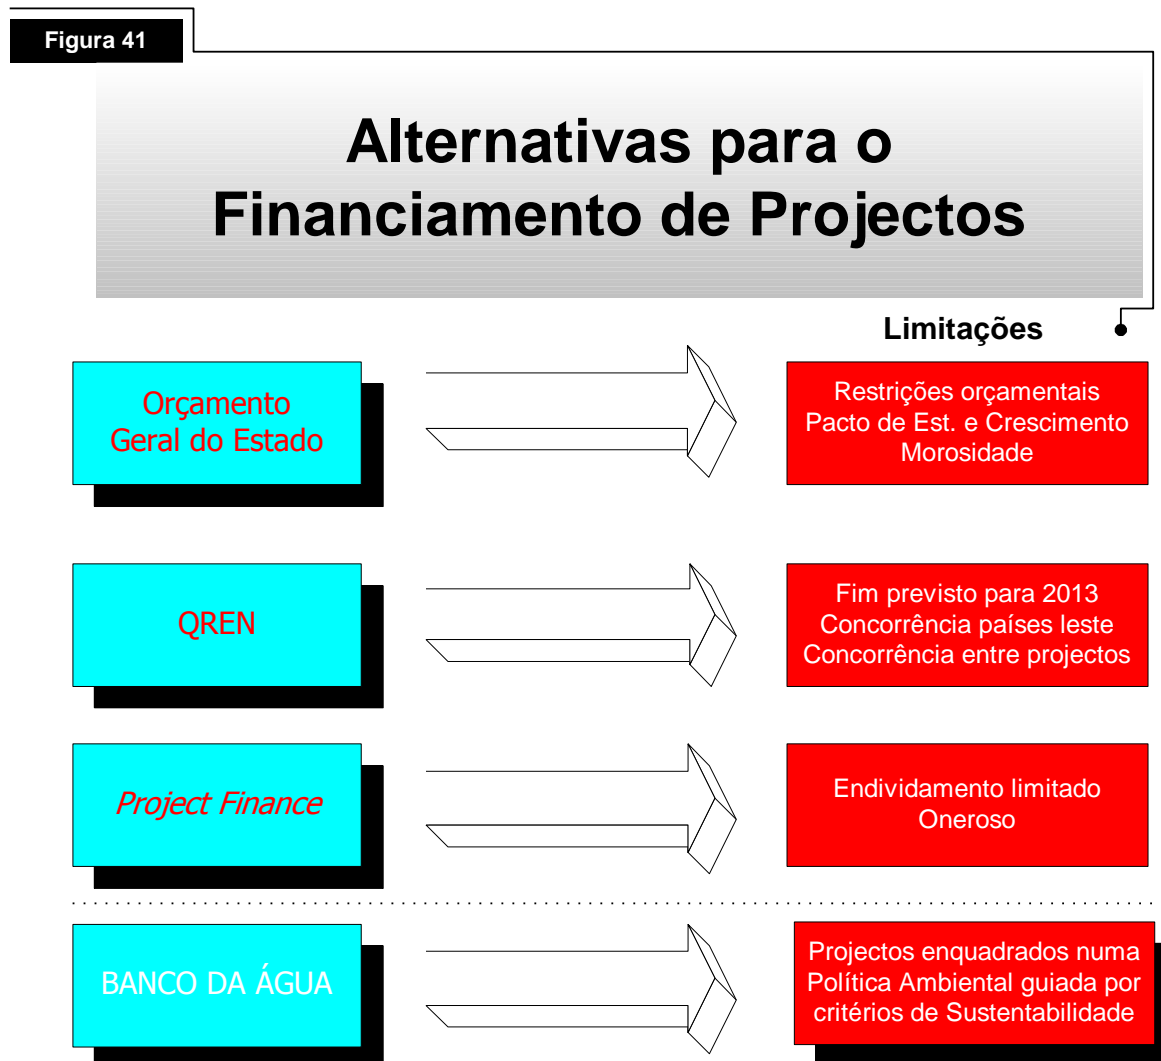 Figura 41
Alternativas para o
Financiamento de Projectos
Limitações
Orçamento
Geral do Estado
Restrições orçamentais
Pacto de Est. e Crescimento
Morosidade
QREN
Fim previsto para 2013
Concorrência países leste
Concorrência entre projectos
Project Finance
Endividamento limitado
Oneroso
BANCO DA ÁGUA
Projectos enquadrados numa
Política Ambiental guiada por
critérios de Sustentabilidade